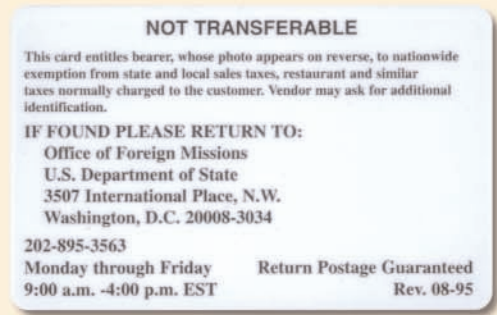 NOT TRANSFERABLE
This card entitles bearer, whose photo appears on reverse, to nationwide
exemption from state and local sales taxes, restaurant and similar
taxes normally charged to the customer. Vendor may ask for additional
identification.
IF FOUND PLEASE RETURN TO:
Office of Foreign Missions
U.S. Department of State
3507 International Place, N.W.
Washington, D.C. 20008-3034
202-895-3563
Monday through Friday Return Postage Guaranteed
9:00 a.m. -4:00 p.m. EST Rev. 08-95